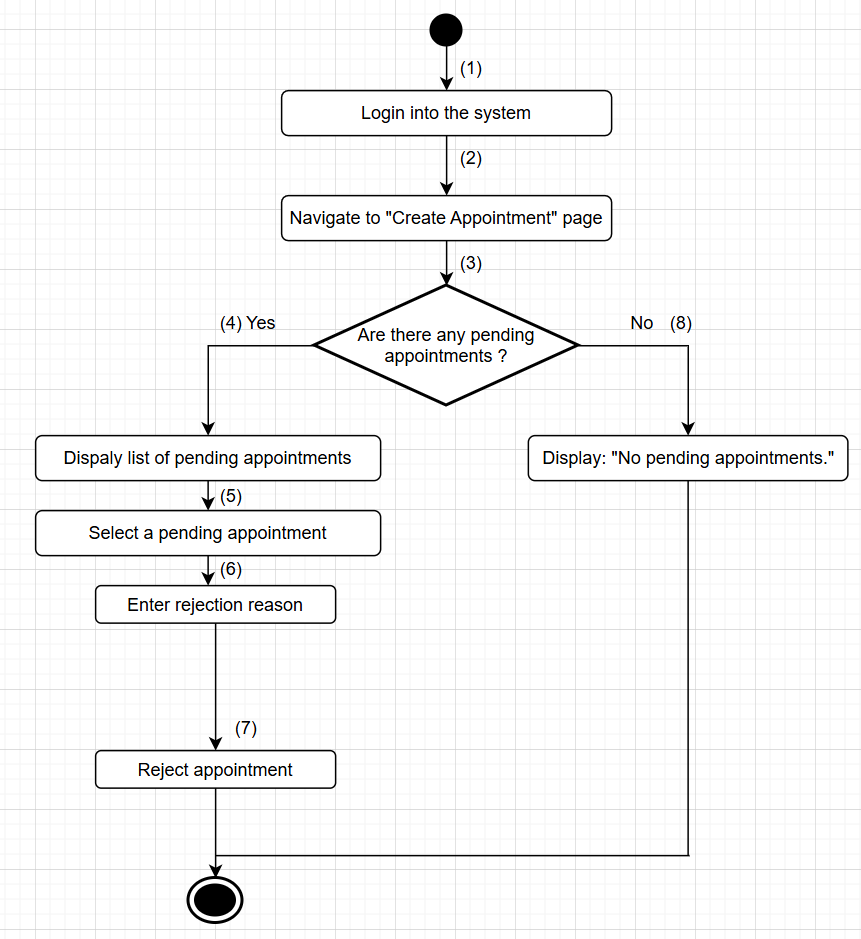 (1)
Login into the system
(2)
Navigate to "Create Appointment" page
(3)
(4) Yes
No (8)
Are there any pending
appointments ?
Dispaly list of pending appointments
Display: "No pending appointments."
(5)
Select a pending appointment
(6)
Enter rejection reason
(7)
Reject appointment